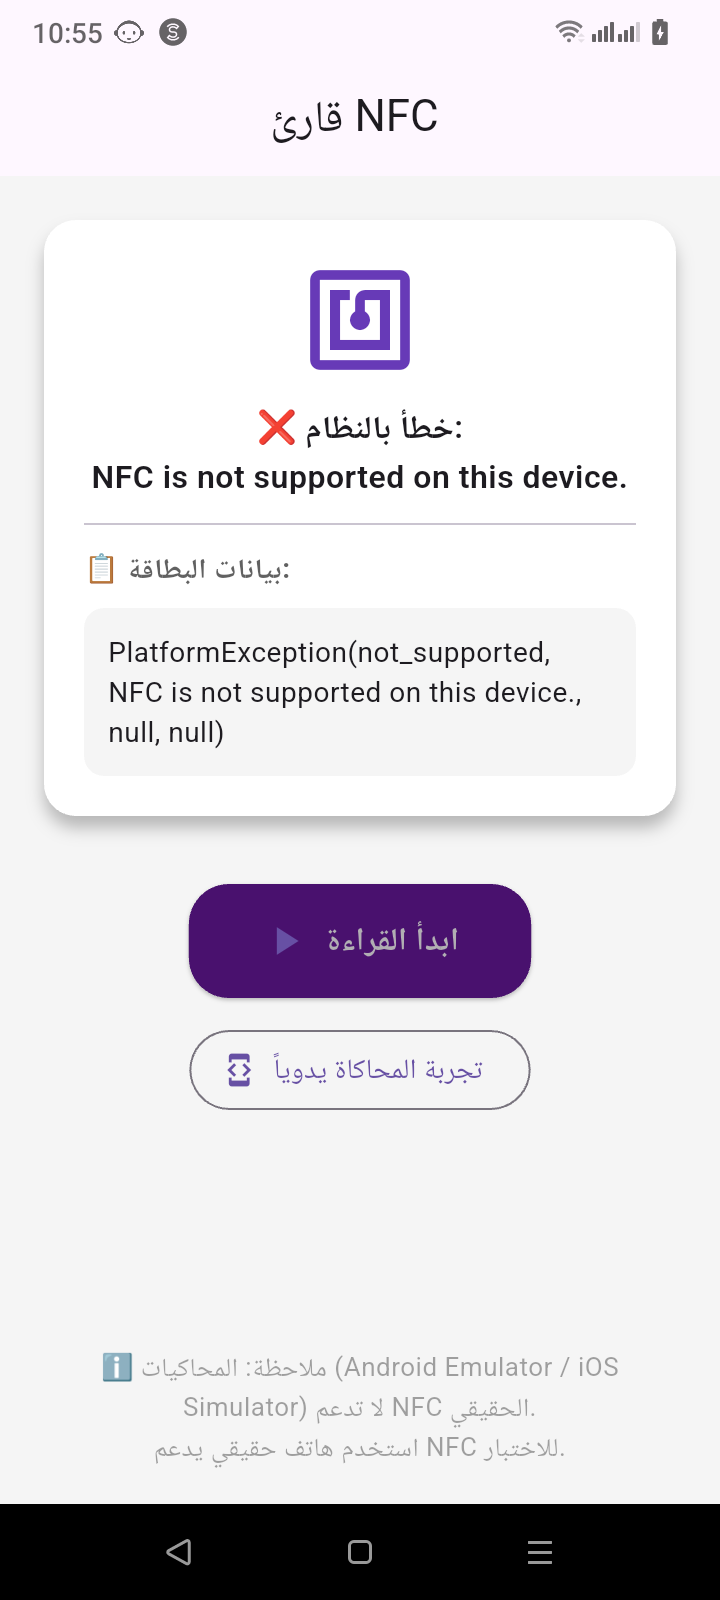 10:55
قارئ NFC
❌ خطأ بالنظام:
NFC is not supported on this device.
📋 بيانات البطاقة:
PlatformException(not_supported,
NFC is not supported on this device.,
null, null)
ابدأ القراءة
تجربة المحاكاة يدوياً
ℹ️ ملاحظة: المحاكيات (Android Emulator / iOS
Simulator) لا تدعم NFC الحقيقي.
استخدم هاتف حقيقي يدعم NFC للاختبار.